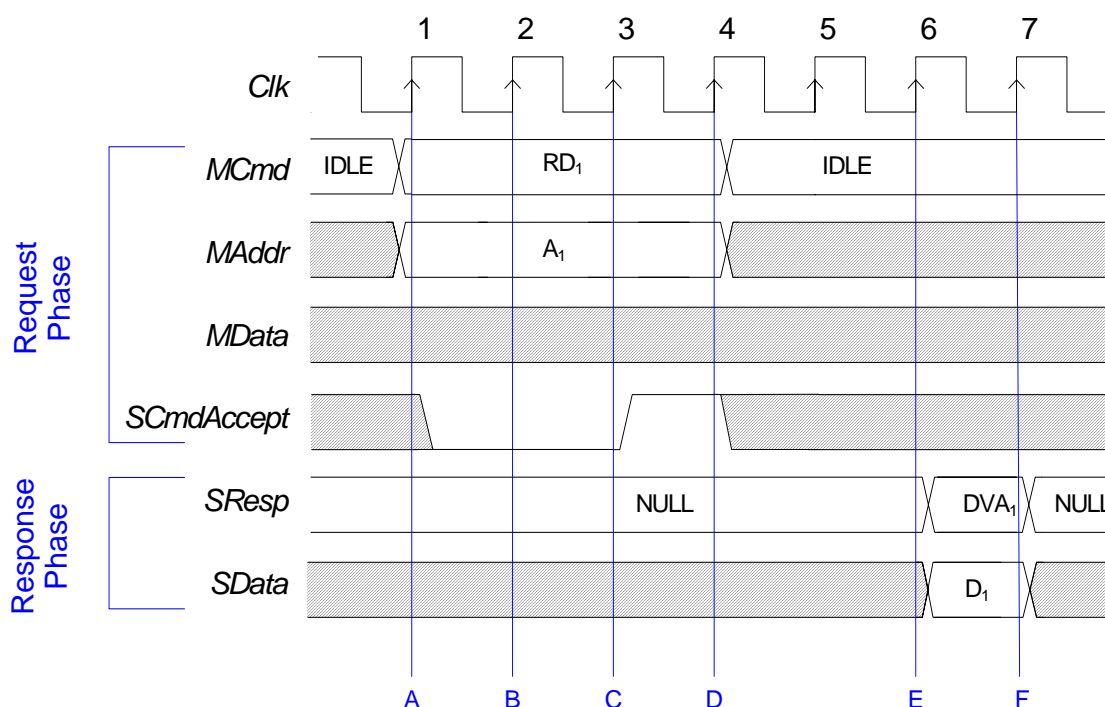 1 2 3 4 5 6 7
Clk
Request
Phase
MCmd IDLE RD₁ IDLE
MAddr A₁
MData
SCmdAccept
Response
Phase
SResp NULL DVA₁ NULL
SData D₁
A B C D E F